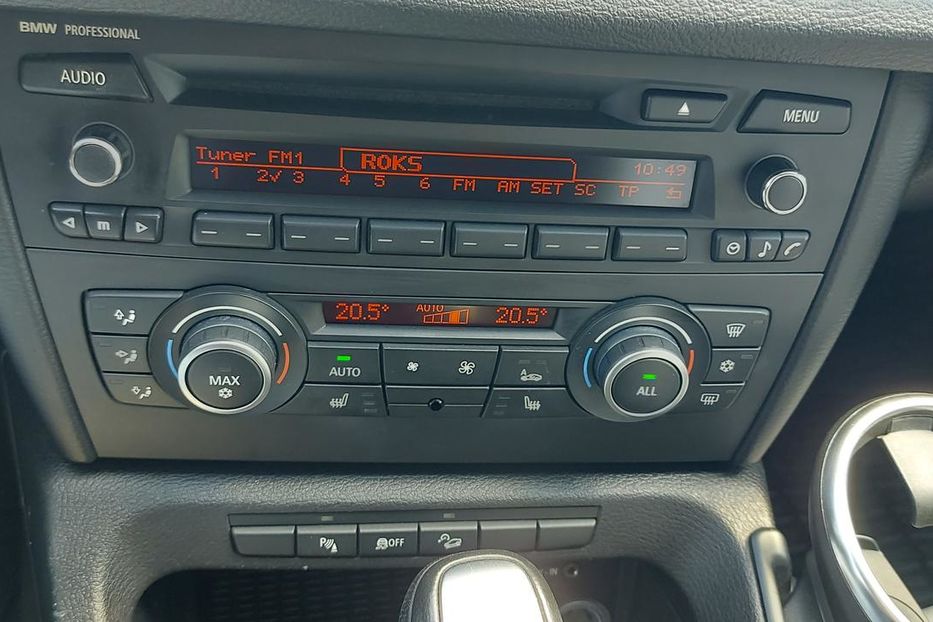 BMW PROFESSIONAL
AUDIO
MENU
Tuner FM1 ROKS 10:49
1 2√ 3 4 5 6 FM AM SET SC TP
m
20.5° AUTO 20.5°
AUTO
A
MAX
ALL
OFF
-IN